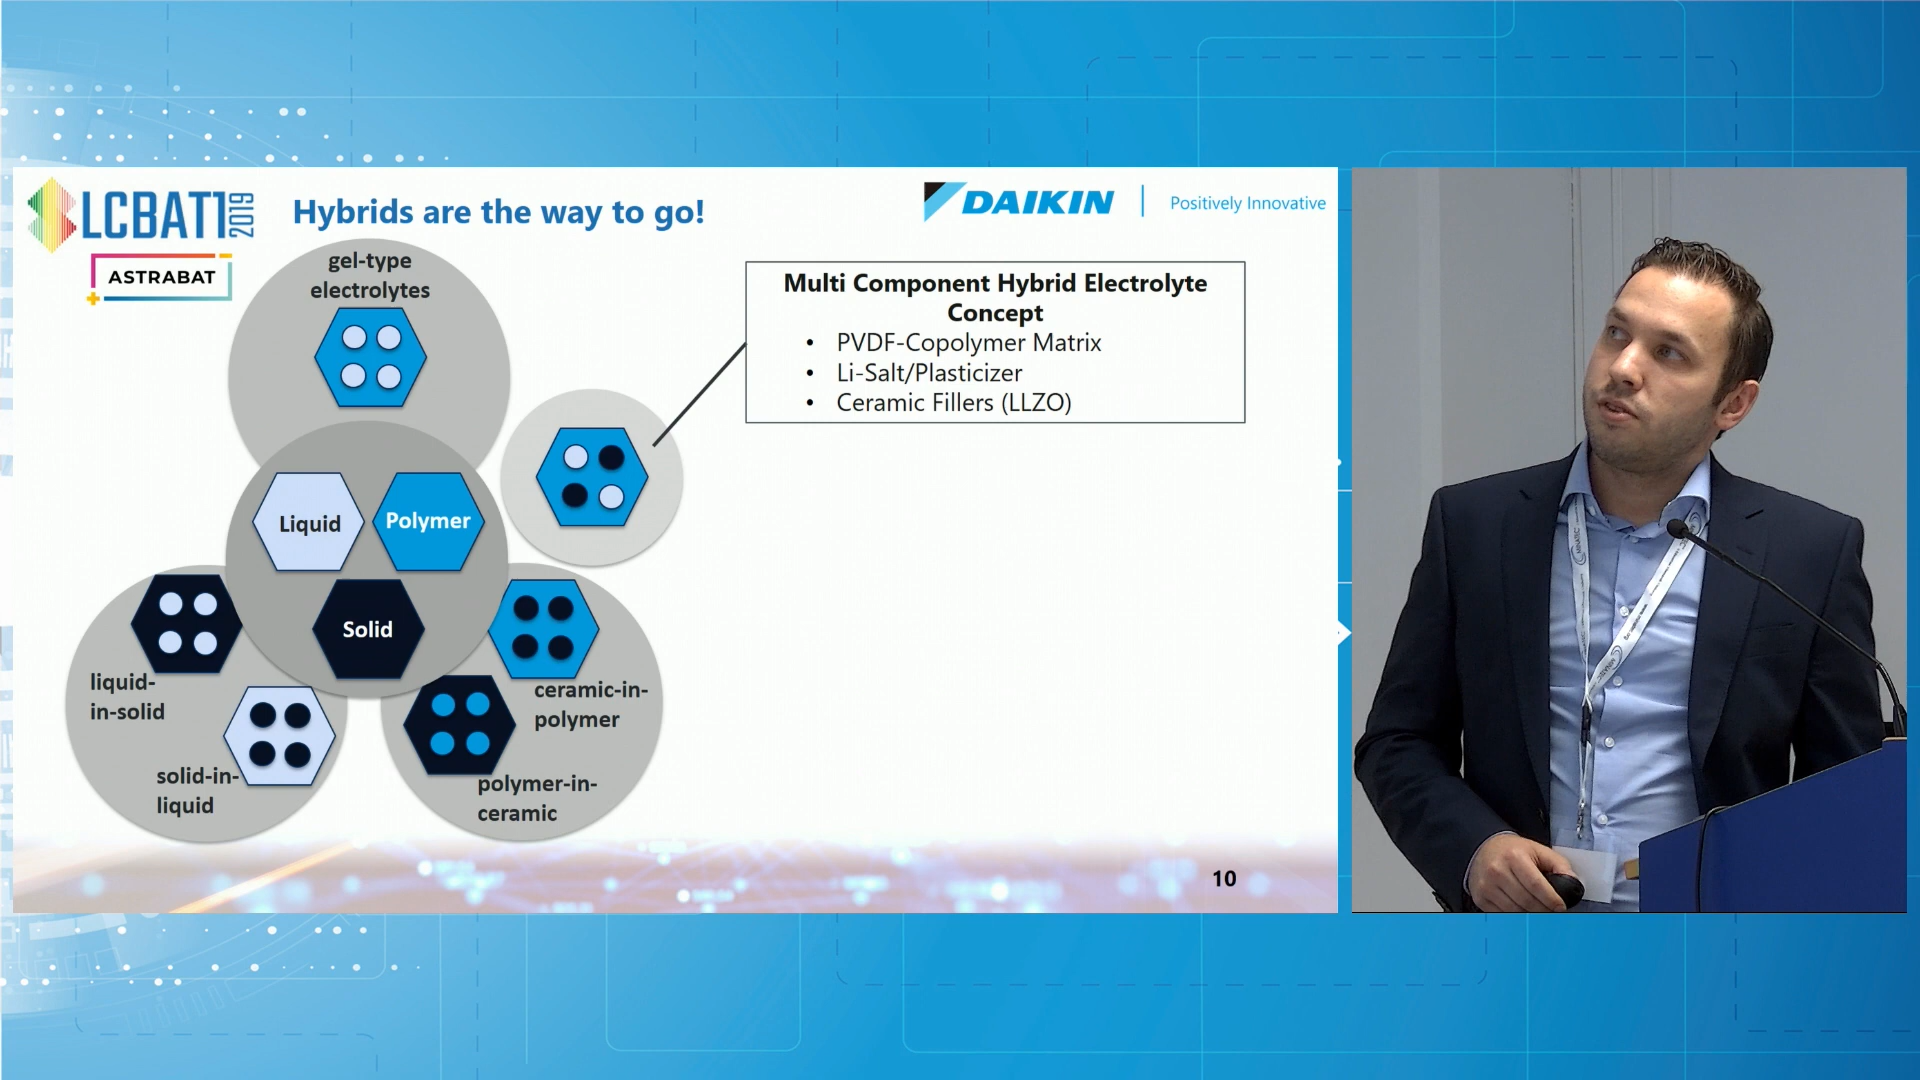 LCBAT1 2019
Hybrids are the way to go!
DAIKIN
Positively Innovative
ASTRABAT
gel-type
electrolytes
Multi Component Hybrid Electrolyte
Concept
• PVDF-Copolymer Matrix
• Li-Salt/Plasticizer
• Ceramic Fillers (LLZO)
Liquid
Polymer
Solid
liquid-
in-solid
ceramic-in-
polymer
solid-in-
liquid
polymer-in-
ceramic
10
MINATEC